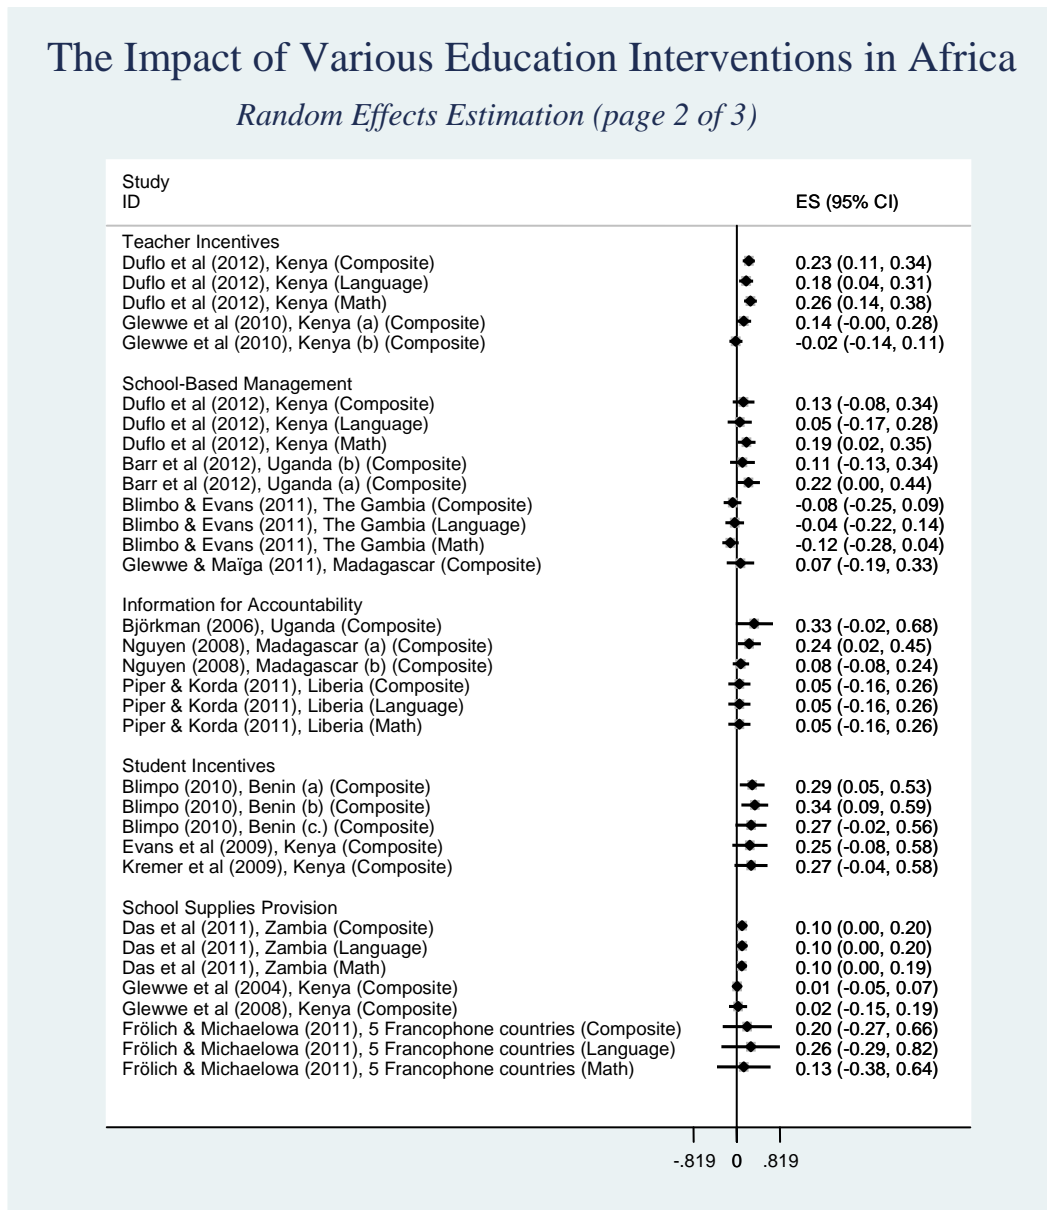 The Impact of Various Education Interventions in Africa
Random Effects Estimation (page 2 of 3)
Study
ID ES (95% CI)
Teacher Incentives
Duflo et al (2012), Kenya (Composite) 0.23 (0.11, 0.34)
Duflo et al (2012), Kenya (Language) 0.18 (0.04, 0.31)
Duflo et al (2012), Kenya (Math) 0.26 (0.14, 0.38)
Glewwe et al (2010), Kenya (a) (Composite) 0.14 (-0.00, 0.28)
Glewwe et al (2010), Kenya (b) (Composite) -0.02 (-0.14, 0.11)
School-Based Management
Duflo et al (2012), Kenya (Composite) 0.13 (-0.08, 0.34)
Duflo et al (2012), Kenya (Language) 0.05 (-0.17, 0.28)
Duflo et al (2012), Kenya (Math) 0.19 (0.02, 0.35)
Barr et al (2012), Uganda (b) (Composite) 0.11 (-0.13, 0.34)
Barr et al (2012), Uganda (a) (Composite) 0.22 (0.00, 0.44)
Blimbo & Evans (2011), The Gambia (Composite) -0.08 (-0.25, 0.09)
Blimbo & Evans (2011), The Gambia (Language) -0.04 (-0.22, 0.14)
Blimbo & Evans (2011), The Gambia (Math) -0.12 (-0.28, 0.04)
Glewwe & Maïga (2011), Madagascar (Composite) 0.07 (-0.19, 0.33)
Information for Accountability
Björkman (2006), Uganda (Composite) 0.33 (-0.02, 0.68)
Nguyen (2008), Madagascar (a) (Composite) 0.24 (0.02, 0.45)
Nguyen (2008), Madagascar (b) (Composite) 0.08 (-0.08, 0.24)
Piper & Korda (2011), Liberia (Composite) 0.05 (-0.16, 0.26)
Piper & Korda (2011), Liberia (Language) 0.05 (-0.16, 0.26)
Piper & Korda (2011), Liberia (Math) 0.05 (-0.16, 0.26)
Student Incentives
Blimpo (2010), Benin (a) (Composite) 0.29 (0.05, 0.53)
Blimpo (2010), Benin (b) (Composite) 0.34 (0.09, 0.59)
Blimpo (2010), Benin (c.) (Composite) 0.27 (-0.02, 0.56)
Evans et al (2009), Kenya (Composite) 0.25 (-0.08, 0.58)
Kremer et al (2009), Kenya (Composite) 0.27 (-0.04, 0.58)
School Supplies Provision
Das et al (2011), Zambia (Composite) 0.10 (0.00, 0.20)
Das et al (2011), Zambia (Language) 0.10 (0.00, 0.20)
Das et al (2011), Zambia (Math) 0.10 (0.00, 0.19)
Glewwe et al (2004), Kenya (Composite) 0.01 (-0.05, 0.07)
Glewwe et al (2008), Kenya (Composite) 0.02 (-0.15, 0.19)
Frölich & Michaelowa (2011), 5 Francophone countries (Composite) 0.20 (-0.27, 0.66)
Frölich & Michaelowa (2011), 5 Francophone countries (Language) 0.26 (-0.29, 0.82)
Frölich & Michaelowa (2011), 5 Francophone countries (Math) 0.13 (-0.38, 0.64)
-.819 0 .819